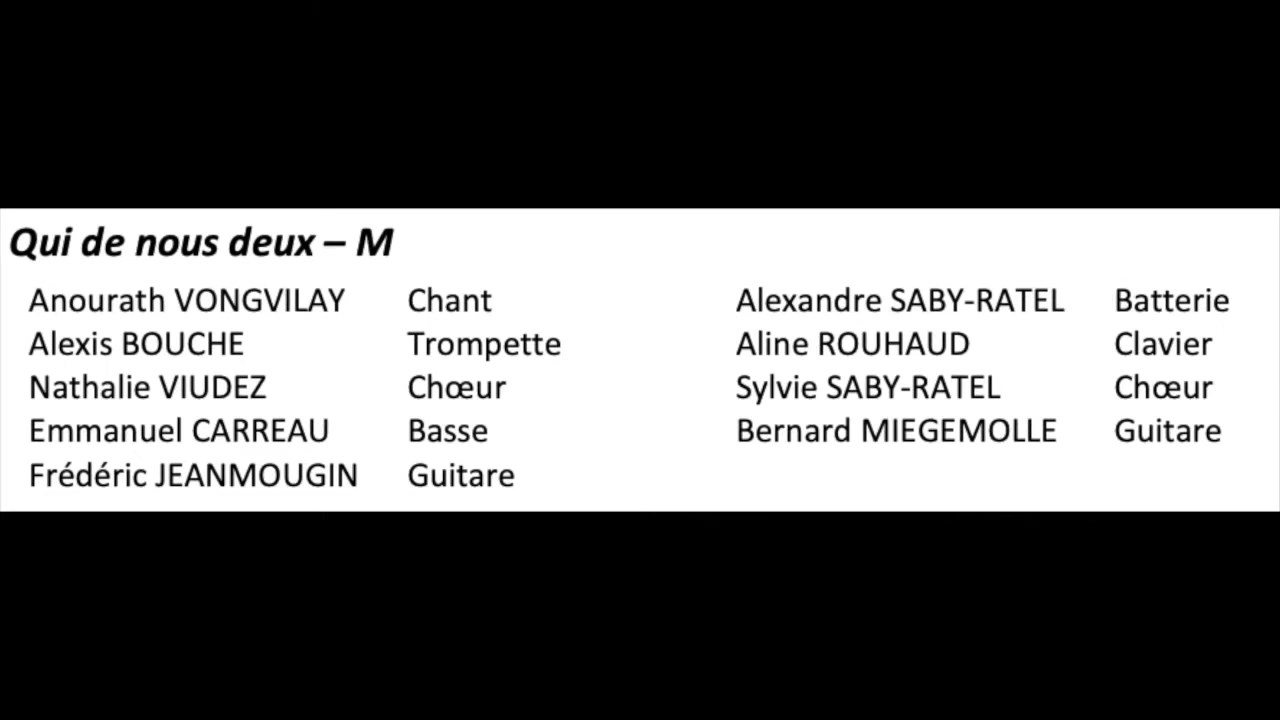 Qui de nous deux – M
Anourath VONGVILAY Chant Alexandre SABY-RATEL Batterie
Alexis BOUCHE Trompette Aline ROUHAUD Clavier
Nathalie VIUDEZ Chœur Sylvie SABY-RATEL Chœur
Emmanuel CARREAU Basse Bernard MIEGEMOLLE Guitare
Frédéric JEANMOUGIN Guitare